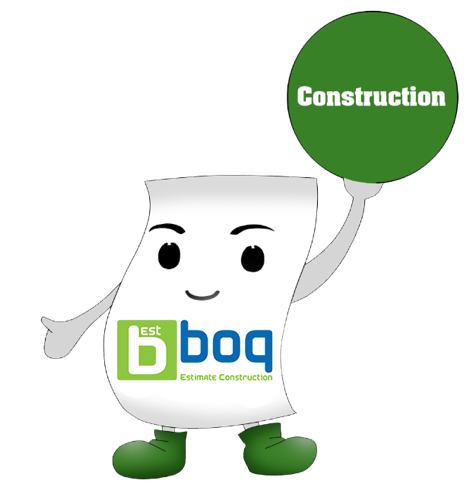 Construction
Est
b boq
Estimate Construction